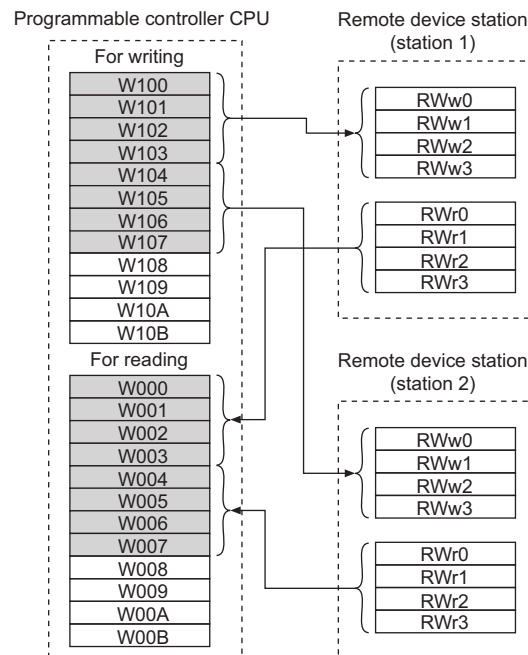 Programmable controller CPU
For writing
W100
W101
W102
W103
W104
W105
W106
W107
W108
W109
W10A
W10B
For reading
W000
W001
W002
W003
W004
W005
W006
W007
W008
W009
W00A
W00B
Remote device station
(station 1)
RWw0
RWw1
RWw2
RWw3
RWr0
RWr1
RWr2
RWr3
Remote device station
(station 2)
RWw0
RWw1
RWw2
RWw3
RWr0
RWr1
RWr2
RWr3